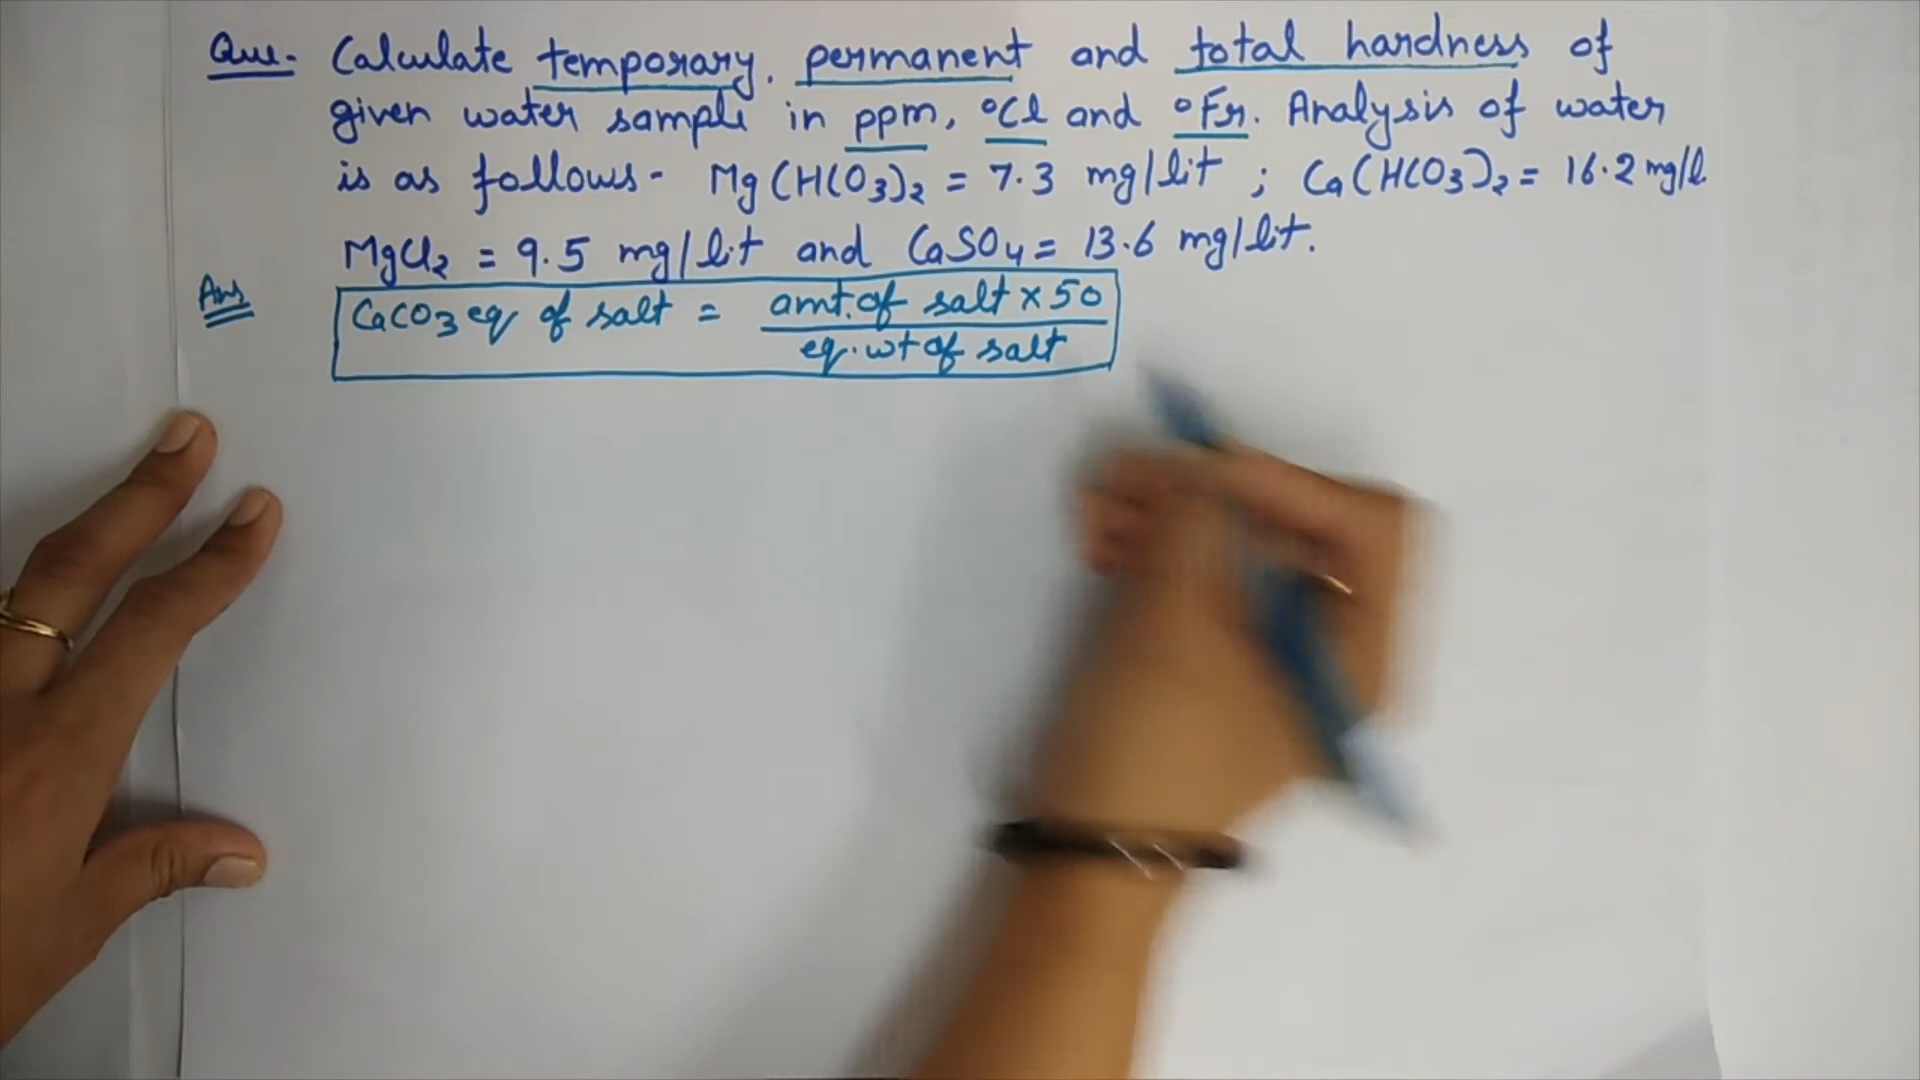 Que- Calculate temporary, permanent and total hardness of
given water sample in ppm, °Cl and °Fr. Analysis of water
is as follows- Mg(HCO3)2 = 7.3 mg/lit ; Ca(HCO3)2 = 16.2 mg/l.
MgCl2 = 9.5 mg/lit and CaSO4 = 13.6 mg/lit.
Ans CaCO3 eq of salt = amt. of salt × 50
eq. wt of salt